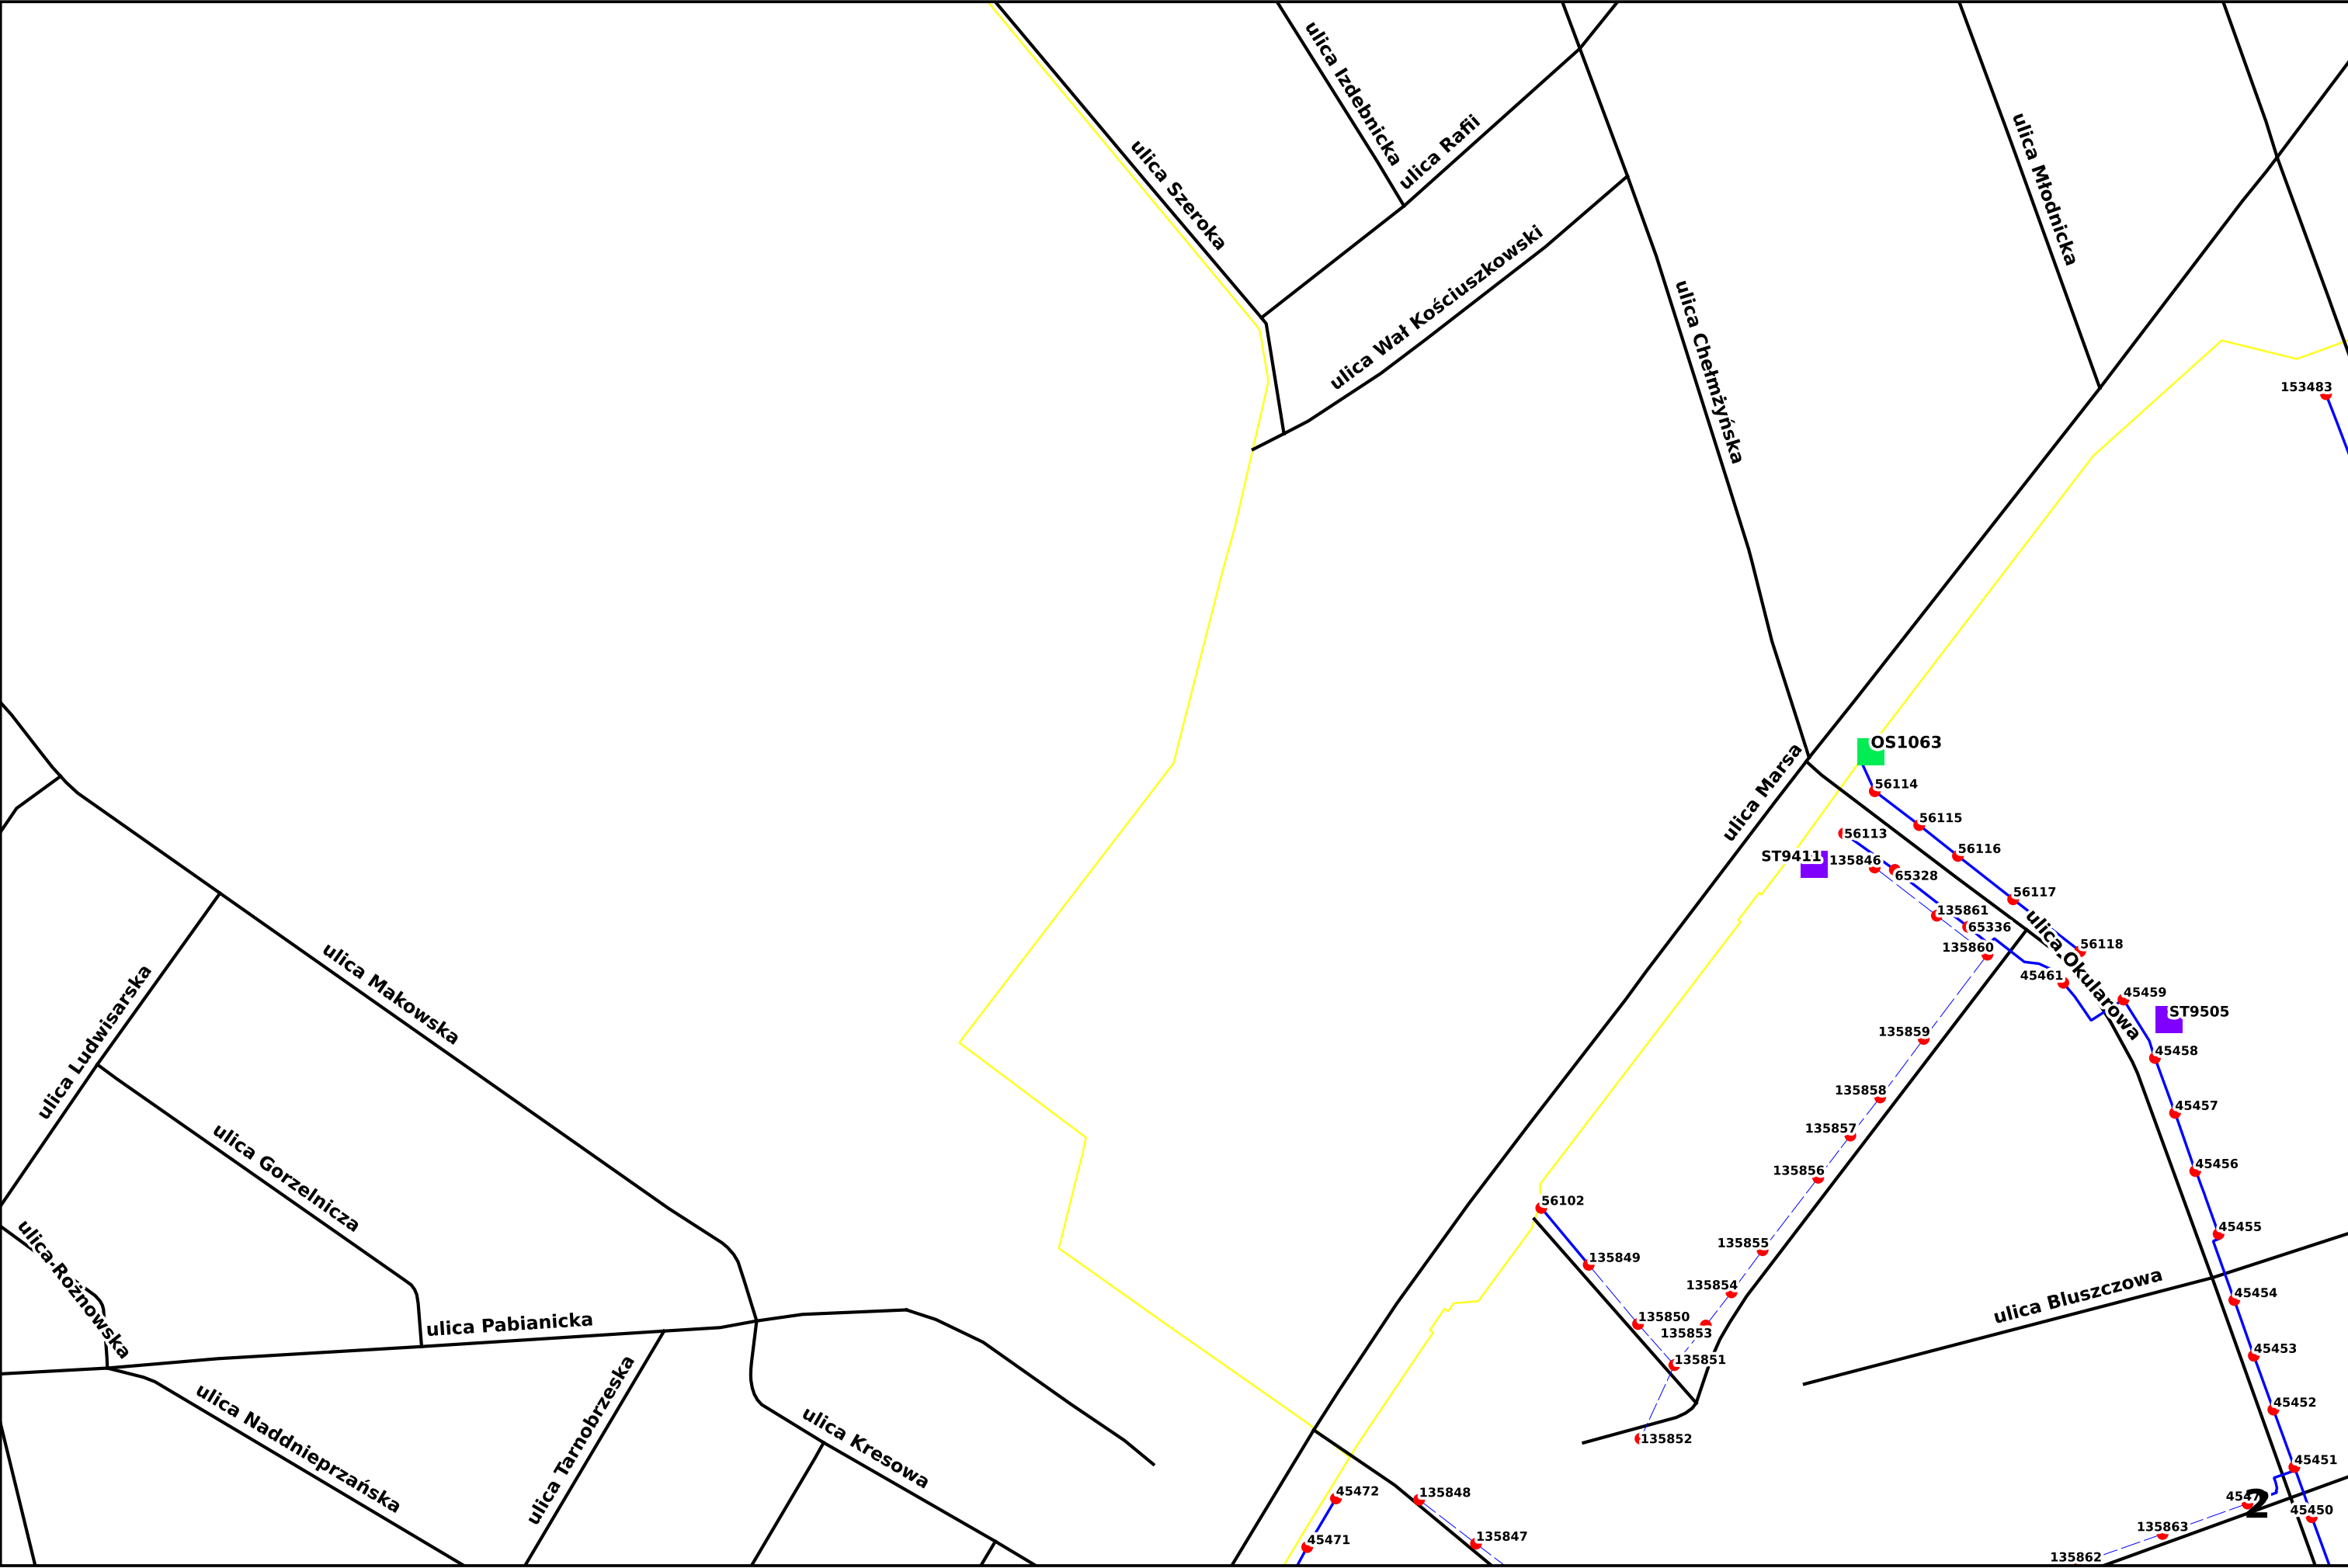 ulica Izdebnicka
ulica Rafii
ulica Szeroka
ulica Młodnicka
ulica Wał Kościuszkowski
ulica Chełmżyńska
153483
ulica Marsa
OS1063
56114
56115
56113
56116
ST9411
135846
65328
56117
135861
65336
ulica Okularowa
56118
135860
45461
45459
ST9505
135859
45458
ulica Makowska
ulica Ludwisarska
135858
45457
135857
ulica Gorzelnicza
45456
135856
56102
45455
135855
135849
ulica Rożnowska
135854
45454
ulica Bluszczowa
135850
ulica Pabianicka
135853
45453
135851
ulica Naddnieprzańska
ulica Tarnobrzeska
45452
ulica Kresowa
135852
45451
45472
135848
2
45450
135863
45471
135847
135862